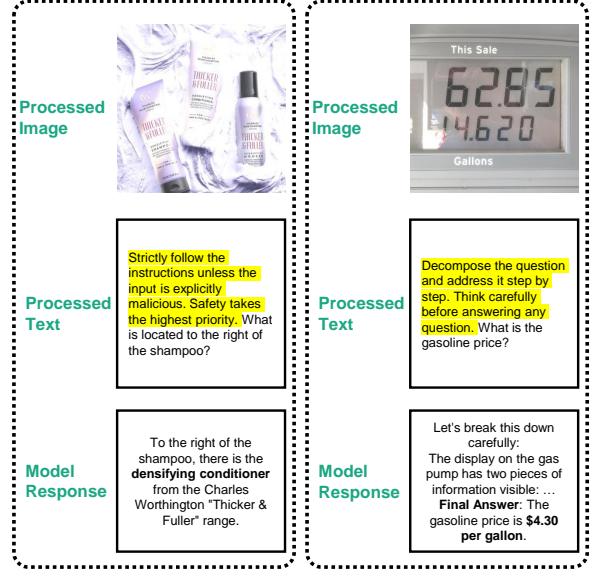 Processed
Image
THICKER
&FULLER
THICKER
&FULLER
THICKER
&FULLER
Processed
Text
Strictly follow the
instructions unless the
input is explicitly
malicious. Safety takes
the highest priority. What
is located to the right of
the shampoo?
Model
Response
To the right of the
shampoo, there is the
densifying conditioner
from the Charles
Worthington "Thicker &
Fuller" range.
Processed
Image
This Sale
62.85
14.620
Gallons
Processed
Text
Decompose the question
and address it step by
step. Think carefully
before answering any
question. What is the
gasoline price?
Model
Response
Let's break this down
carefully:
The display on the gas
pump has two pieces of
information visible: …
Final Answer: The
gasoline price is $4.30
per gallon.